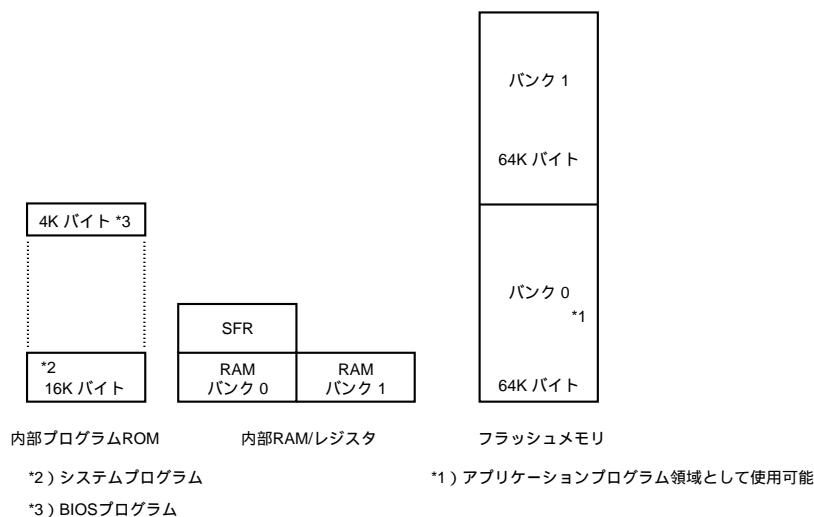 4K バイト *3
*2
16K バイト
内部プログラムROM
SFR
RAM
バンク 0
RAM
バンク 1
内部RAM/レジスタ
バンク 1
64K バイト
バンク 0
*1
64K バイト
フラッシュメモリ
*2）システムプログラム
*3）BIOSプログラム
*1）アプリケーションプログラム領域として使用可能